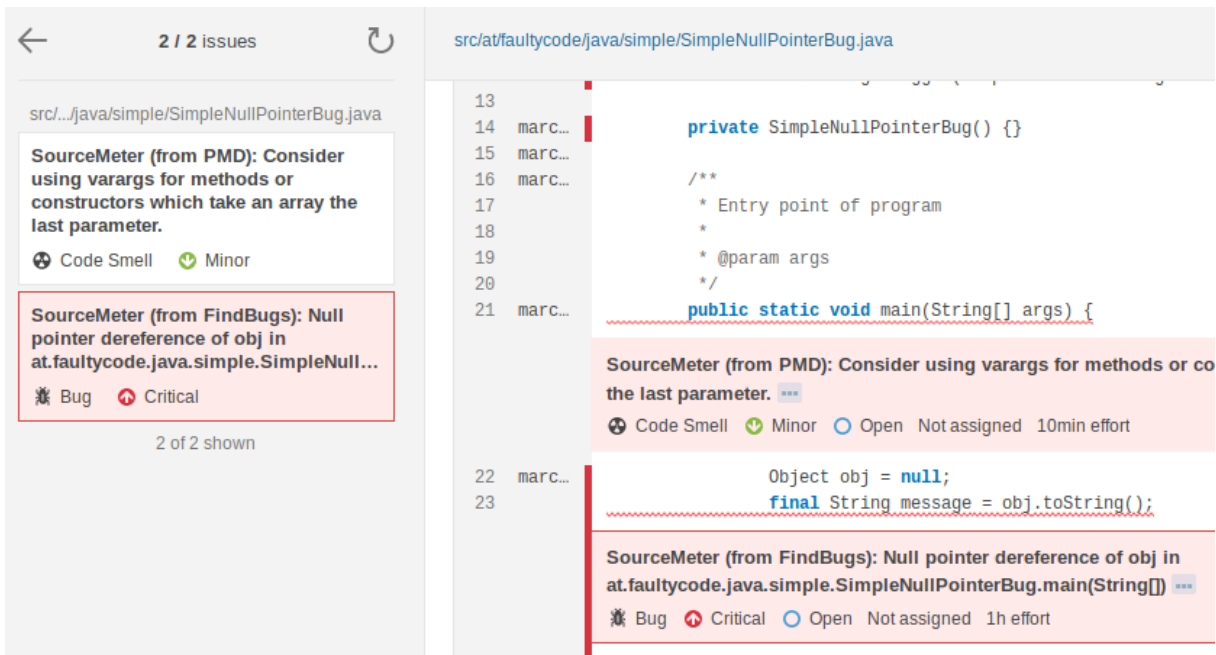 2 / 2 issues
src/.../java/simple/SimpleNullPointerBug.java
SourceMeter (from PMD): Consider
using varargs for methods or
constructors which take an array the
last parameter.
Code Smell Minor
SourceMeter (from FindBugs): Null
pointer dereference of obj in
at.faultycode.java.simple.SimpleNull...
Bug Critical
2 of 2 shown
src/at/faultycode/java/simple/SimpleNullPointerBug.java
13
14 marc... private SimpleNullPointerBug() {}
15 marc...
16 marc... /**
17 * Entry point of program
18 *
19 * @param args
20 */
21 marc... public static void main(String[] args) {
SourceMeter (from PMD): Consider using varargs for methods or co
the last parameter. ...
Code Smell Minor Open Not assigned 10min effort
22 marc... Object obj = null;
23 final String message = obj.toString();
SourceMeter (from FindBugs): Null pointer dereference of obj in
at.faultycode.java.simple.SimpleNullPointerBug.main(String[]) ...
Bug Critical Open Not assigned 1h effort